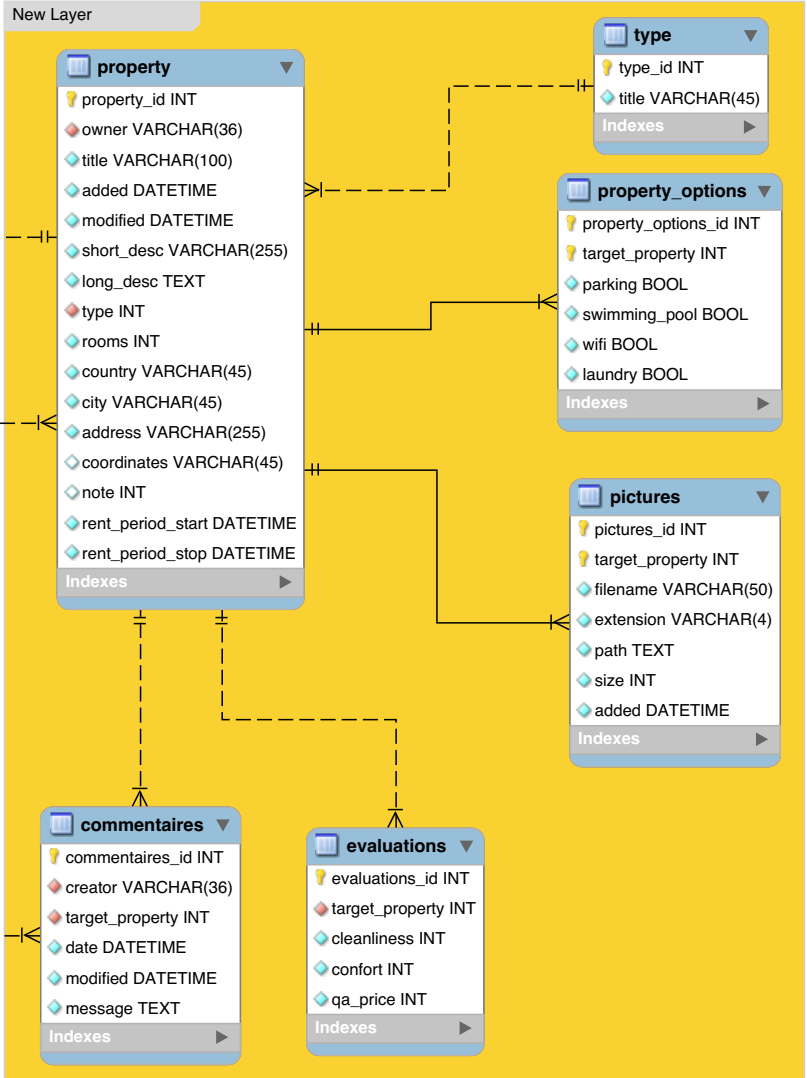 New Layer
property
property_id INT
owner VARCHAR(36)
title VARCHAR(100)
added DATETIME
modified DATETIME
short_desc VARCHAR(255)
long_desc TEXT
type INT
rooms INT
country VARCHAR(45)
city VARCHAR(45)
address VARCHAR(255)
coordinates VARCHAR(45)
note INT
rent_period_start DATETIME
rent_period_stop DATETIME
Indexes
type
type_id INT
title VARCHAR(45)
Indexes
property_options
property_options_id INT
target_property INT
parking BOOL
swimming_pool BOOL
wifi BOOL
laundry BOOL
Indexes
pictures
pictures_id INT
target_property INT
filename VARCHAR(50)
extension VARCHAR(4)
path TEXT
size INT
added DATETIME
Indexes
commentaires
commentaires_id INT
creator VARCHAR(36)
target_property INT
date DATETIME
modified DATETIME
message TEXT
Indexes
evaluations
evaluations_id INT
target_property INT
cleanliness INT
confort INT
qa_price INT
Indexes